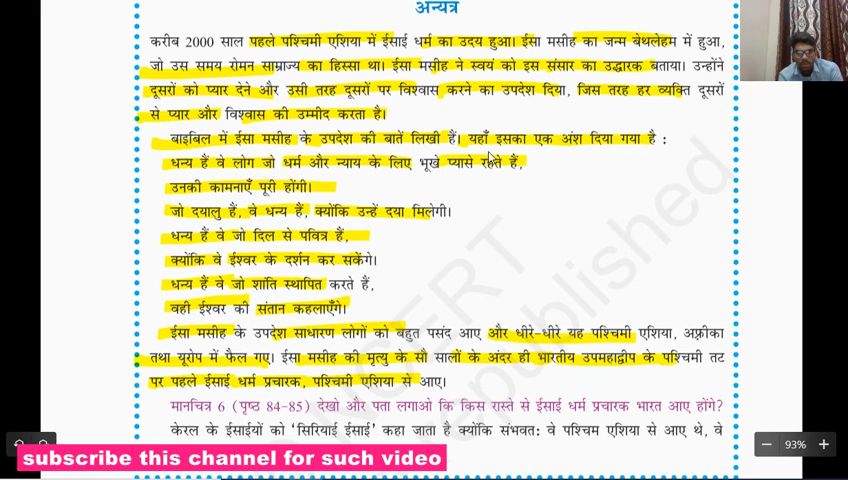 अन्यत्र
करीब 2000 साल पहले पश्चिमी एशिया में ईसाई धर्म का उदय हुआ। ईसा मसीह का जन्म बेथलेहम में हुआ,
जो उस समय रोमन साम्राज्य का हिस्सा था। ईसा मसीह ने स्वयं को इस संसार का उद्धारक बताया। उन्होंने
दूसरों को प्यार देने और उसी तरह दूसरों पर विश्वास करने का उपदेश दिया, जिस तरह हर व्यक्ति दूसरों
से प्यार और विश्वास की उम्मीद करता है।
बाइबिल में ईसा मसीह के उपदेश की बातें लिखी हैं। यहाँ इसका एक अंश दिया गया है :
धन्य हैं वे लोग जो धर्म और न्याय के लिए भूखे प्यासे रहते हैं,
उनकी कामनाएँ पूरी होंगी।
जो दयालु हैं, वे धन्य हैं, क्योंकि उन्हें दया मिलेगी।
धन्य हैं वे जो दिल से पवित्र हैं,
क्योंकि वे ईश्वर के दर्शन कर सकेंगे।
धन्य हैं वे जो शांति स्थापित करते हैं,
वही ईश्वर की संतान कहलाएँगे।
ईसा मसीह के उपदेश साधारण लोगों को बहुत पसंद आए और धीरे-धीरे यह पश्चिमी एशिया, अफ़्रीका
तथा यूरोप में फैल गए। ईसा मसीह की मृत्यु के सौ सालों के अंदर ही भारतीय उपमहाद्वीप के पश्चिमी तट
पर पहले ईसाई धर्म प्रचारक, पश्चिमी एशिया से आए।
मानचित्र 6 (पृष्ठ 84-85) देखो और पता लगाओ कि किस रास्ते से ईसाई धर्म प्रचारक भारत आए होंगे?
केरल के ईसाईयों को 'सिरियाई ईसाई' कहा जाता है क्योंकि संभवत: वे पश्चिम एशिया से आए थे, वे
93%
subscribe this channel for such video